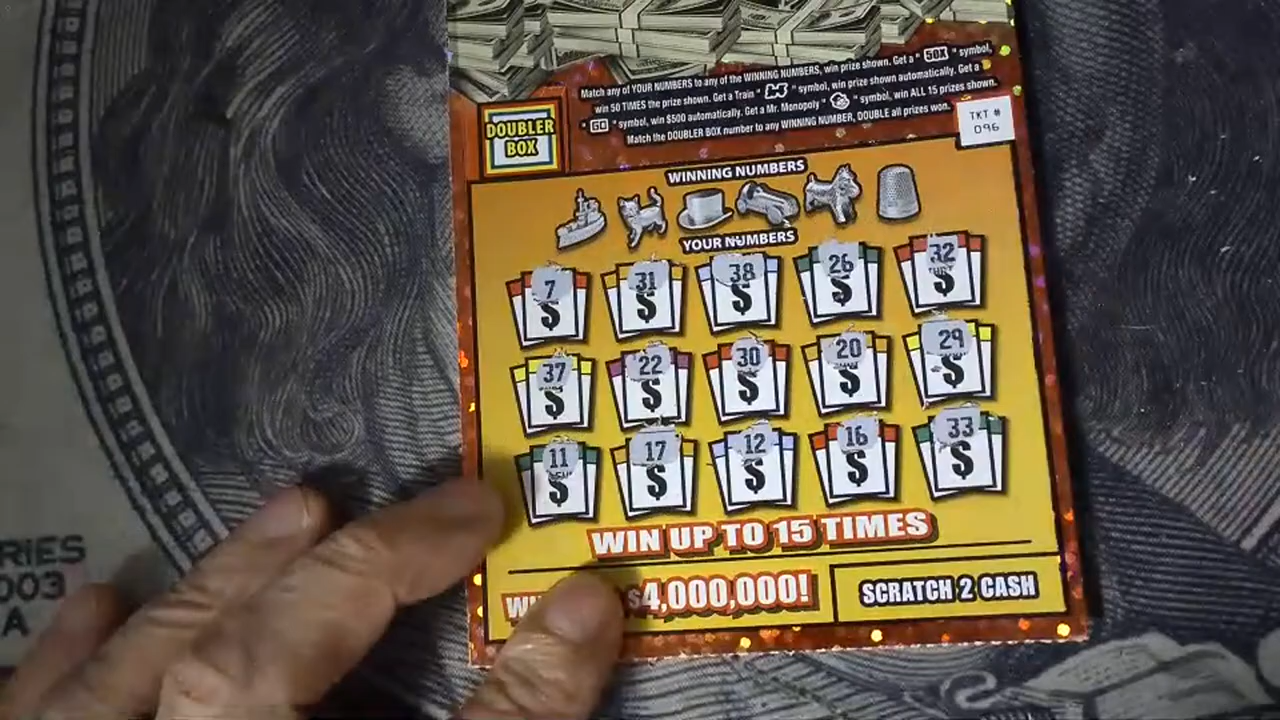 Match any of YOUR NUMBERS to any of the WINNING NUMBERS, win prize shown. Get a "50X" symbol,
win 50 TIMES the prize shown. Get a Train " " symbol, win prize shown automatically. Get a
"GO" symbol, win $500 automatically. Get a Mr. Monopoly " " symbol, win ALL 15 prizes shown.
Match the DOUBLER BOX number to any WINNING NUMBER, DOUBLE all prizes won.
DOUBLER
BOX
TKT #
096
WINNING NUMBERS
YOUR NUMBERS
7 31 38 26 32
$ $ $ $ $
37 22 30 20 29
$ $ $ $ $
11 17 12 16 33
$ $ $ $ $
WIN UP TO 15 TIMES
$4,000,000!
SCRATCH 2 CASH
RIES
003
A